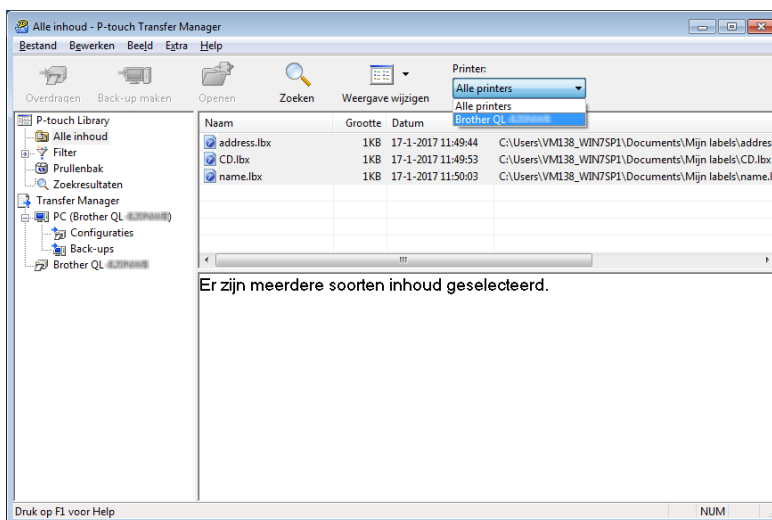 Alle inhoud - P-touch Transfer Manager
Bestand Bewerken Beeld Extra Help
Overdragen Back-up maken Openen Zoeken Weergave wijzigen
Printer:
Alle printers
Alle printers
Brother QL-
P-touch Library
Alle inhoud
Filter
Prullenbak
Zoekresultaten
Transfer Manager
PC (Brother QL-
Configuraties
Back-ups
Brother QL-
Naam Grootte Datum
address.lbx 1KB 17-1-2017 11:49:44 C:\Users\VM138_WIN7SP1\Documents\Mijn labels\addres
CD.lbx 1KB 17-1-2017 11:49:53 C:\Users\VM138_WIN7SP1\Documents\Mijn labels\CD.lbx
name.lbx 1KB 17-1-2017 11:50:03 C:\Users\VM138_WIN7SP1\Documents\Mijn labels\name.l
Er zijn meerdere soorten inhoud geselecteerd.
Druk op F1 voor Help
NUM